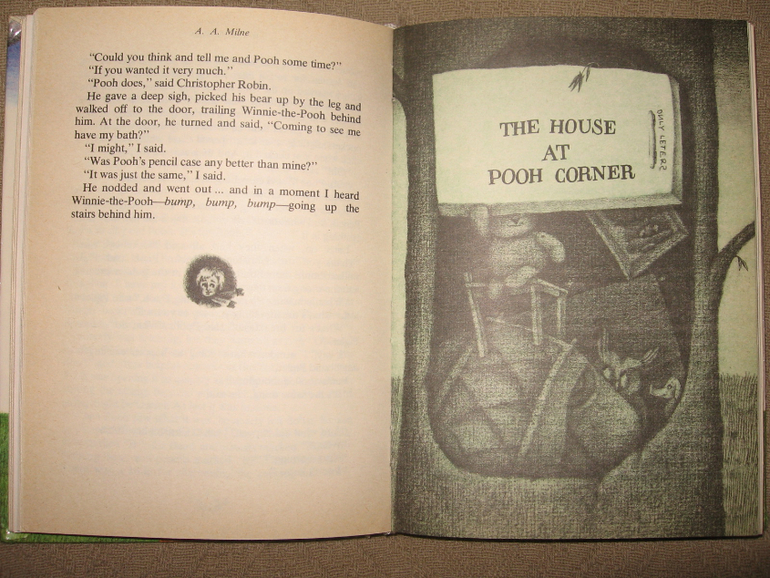 A. A. Milne
“Could you think and tell me and Pooh some time?”
“If you wanted it very much.”
“Pooh does,” said Christopher Robin.
He gave a deep sigh, picked his bear up by the leg and
walked off to the door, trailing Winnie-the-Pooh behind
him. At the door, he turned and said, “Coming to see me
have my bath?”
“I might,” I said.
“Was Pooh’s pencil case any better than mine?”
“It was just the same,” I said.
He nodded and went out ... and in a moment I heard
Winnie-the-Pooh—bump, bump, bump—going up the
stairs behind him.
THE HOUSE
AT
POOH CORNER
ONLY LETERZ